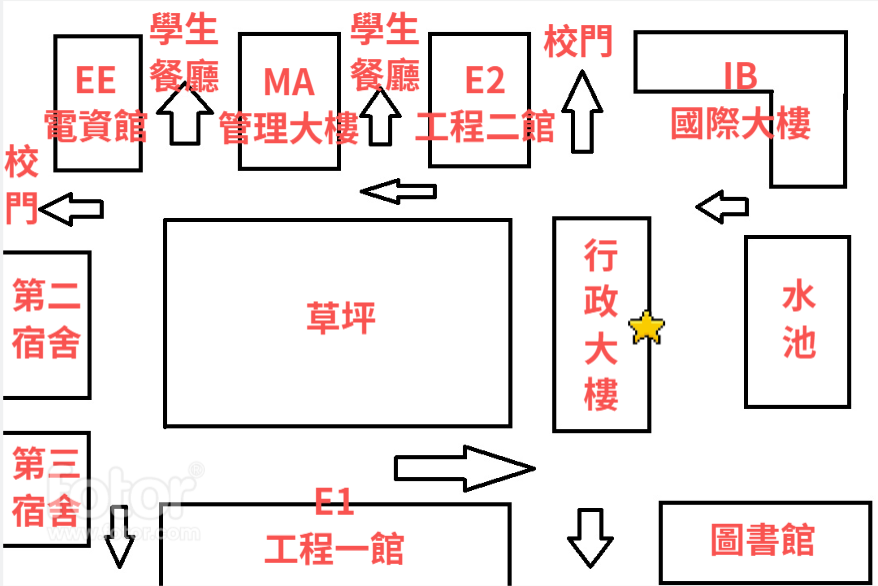 學生
餐廳
學生
餐廳
校門
EE
電資館
MA
管理大樓
E2
工程二館
IB
國際大樓
校
門
第二
宿舍
草坪
行
政
大
樓
水
池
第三
宿舍
fotor®
www.fotor.com
E1
工程一館
圖書館